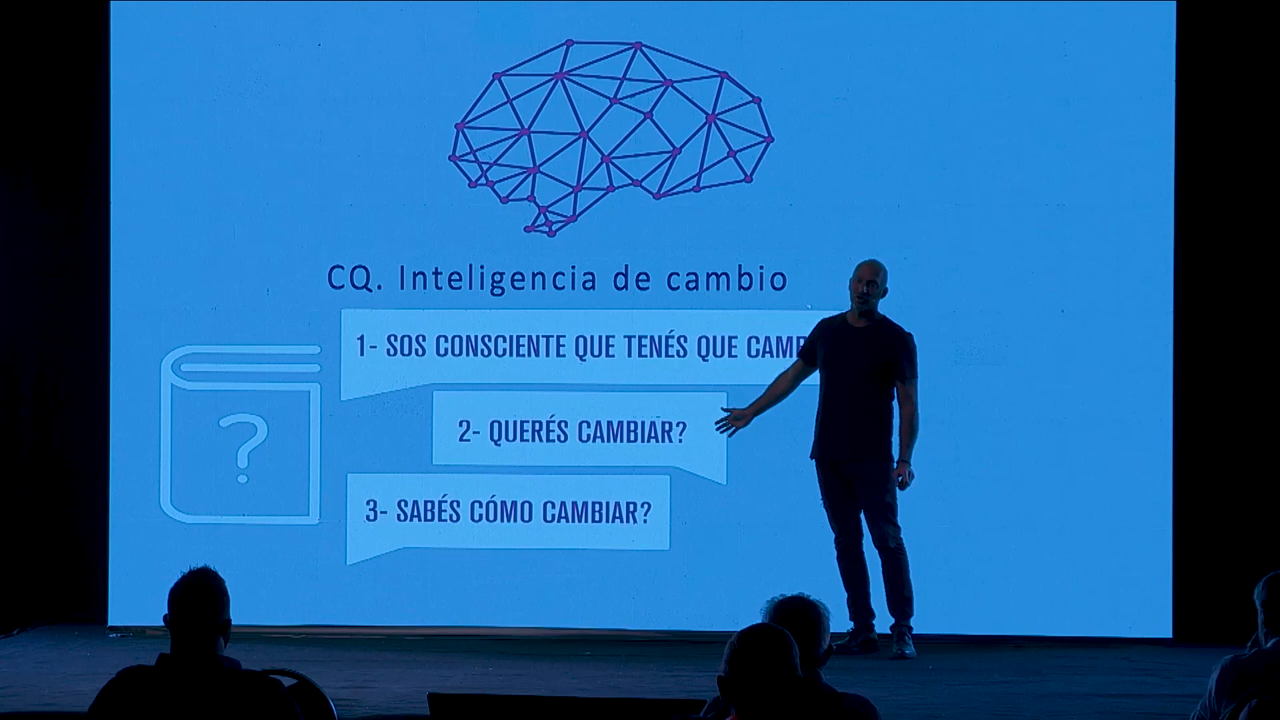 CQ. Inteligencia de cambio
1- SOS CONSCIENTE QUE TENÉS QUE
2- QUERÉS CAMBIAR?
3- SABÉS CÓMO CAMBIAR?
?